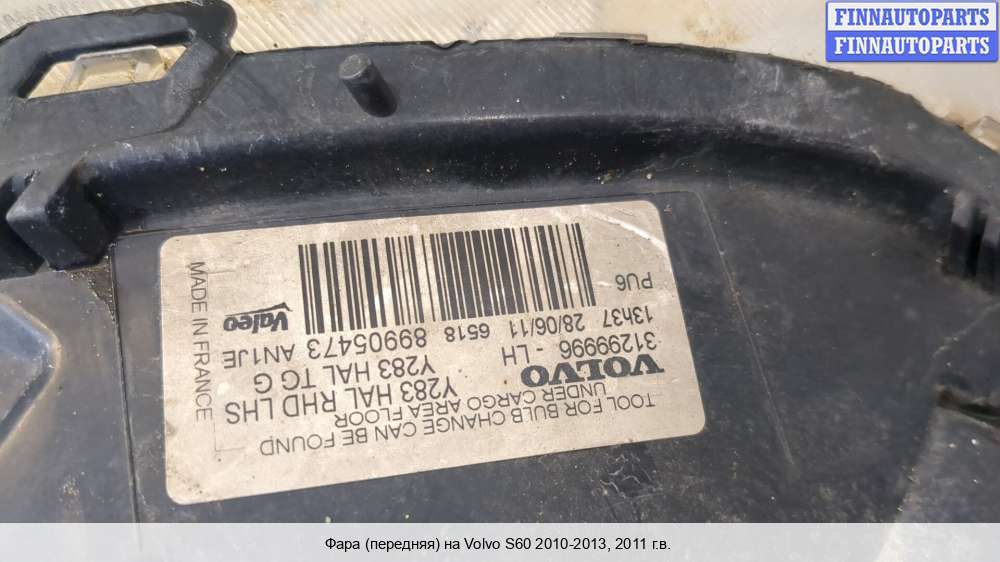 FINNAUTOPARTS
FINNAUTOPARTS
TOOL FOR BULB CHANGE CAN BE FOUND
UNDER CARGO AREA FLOOR
VOLVO
Y283 HAL RHD LHS
31299996 - LH
Y283 HAL TG G
13h37 28/06/11 6518
89905473 AN1JE
PU6
Valeo
MADE IN FRANCE
Фара (передняя) на Volvo S60 2010-2013, 2011 г.в.